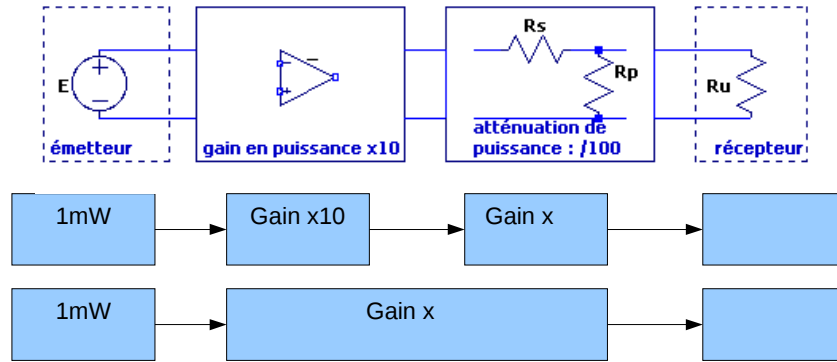 Rs
E
Rp
Ru
émetteur
gain en puissance x10
atténuation de
puissance : /100
récepteur
1mW
Gain x10
Gain x
1mW
Gain x